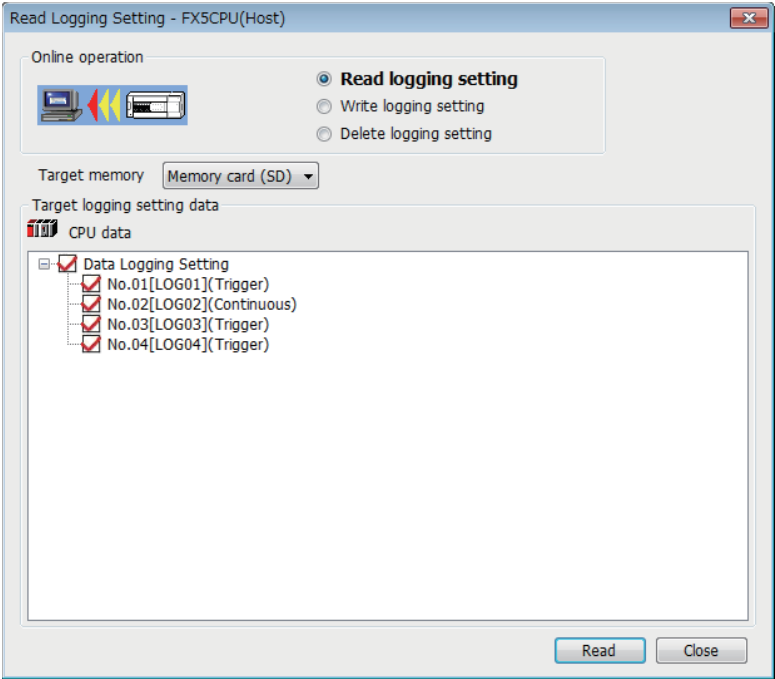 Read Logging Setting - FX5CPU(Host)
Online operation
Read logging setting
Write logging setting
Delete logging setting
Target memory Memory card (SD)
Target logging setting data
CPU data
Data Logging Setting
No.01[LOG01](Trigger)
No.02[LOG02](Continuous)
No.03[LOG03](Trigger)
No.04[LOG04](Trigger)
Read Close